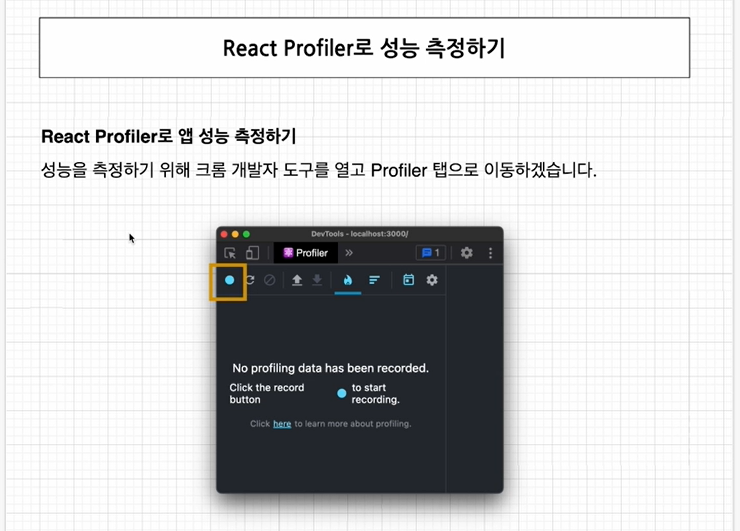 React Profiler로 성능 측정하기
React Profiler로 앱 성능 측정하기
성능을 측정하기 위해 크롬 개발자 도구를 열고 Profiler 탭으로 이동하겠습니다.
DevTools - localhost:3000/
Profiler
1
No profiling data has been recorded.
Click the record button
to start recording.
Click here to learn more about profiling.